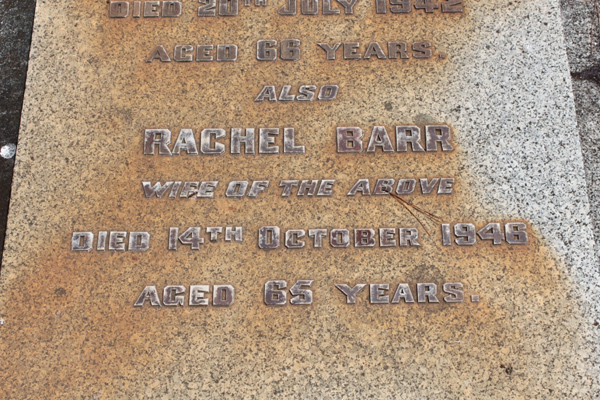 DIED 20TH JULY 1942
AGED 66 YEARS.
ALSO
RACHEL BARR
WIFE OF THE ABOVE
DIED 14TH OCTOBER 1946
AGED 65 YEARS.